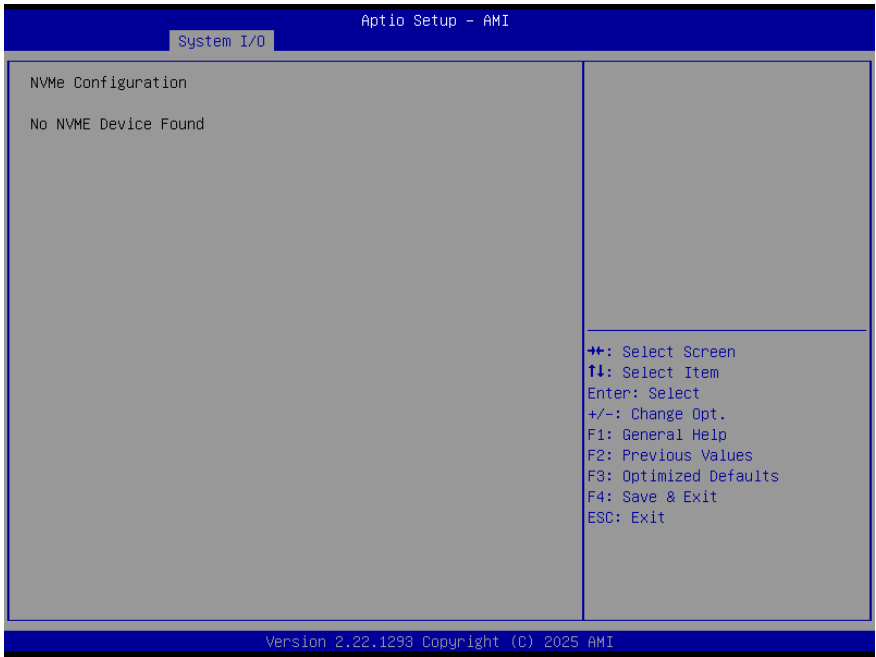 Aptio Setup – AMI
System I/O
NVMe Configuration
No NVME Device Found
→←: Select Screen
↑↓: Select Item
Enter: Select
+/-: Change Opt.
F1: General Help
F2: Previous Values
F3: Optimized Defaults
F4: Save & Exit
ESC: Exit
Version 2.22.1293 Copyright (C) 2025 AMI